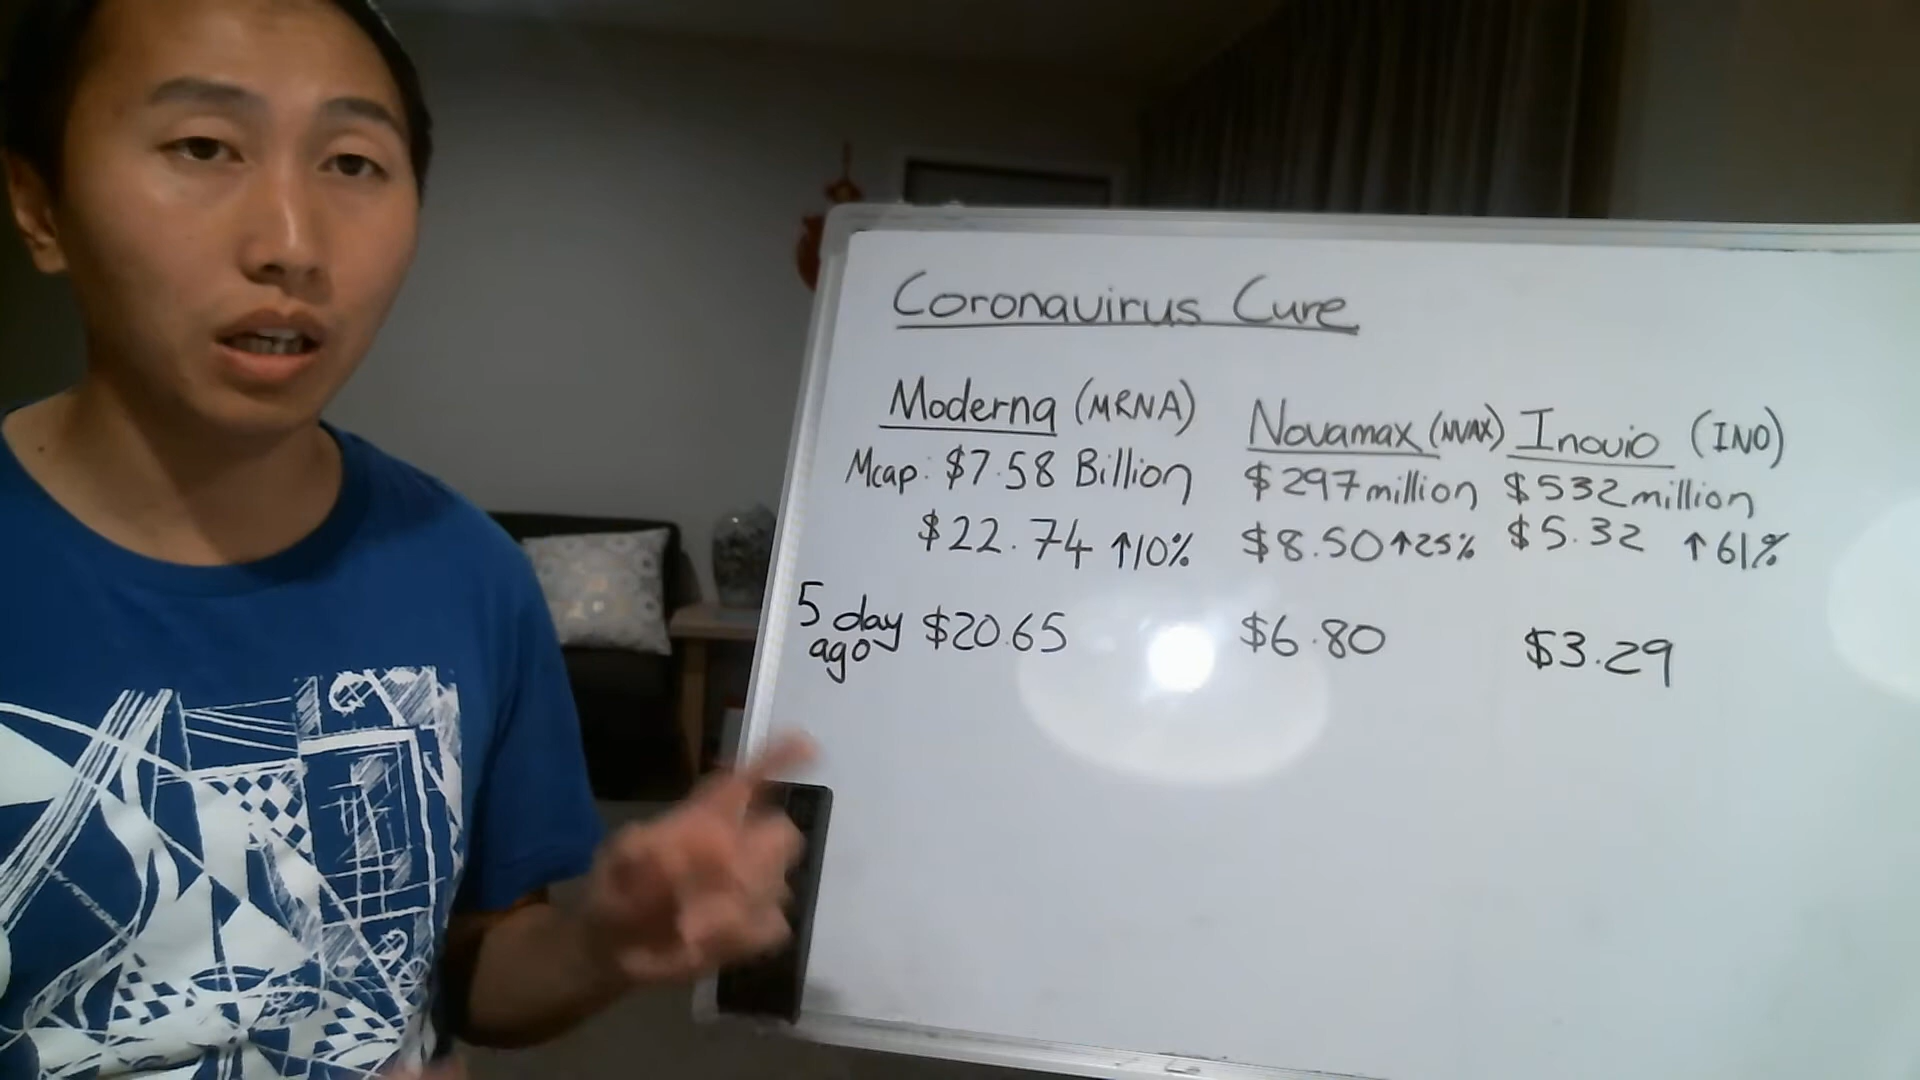 Coronavirus Cure
Moderna (MRNA) Novamax (NVAX) Inovio (INO)
Mcap: $7.58 Billion $297 million $532 million
$22.74 ↑10% $8.50 ↑25% $5.32 ↑61%
5 day ago $20.65 $6.80 $3.29